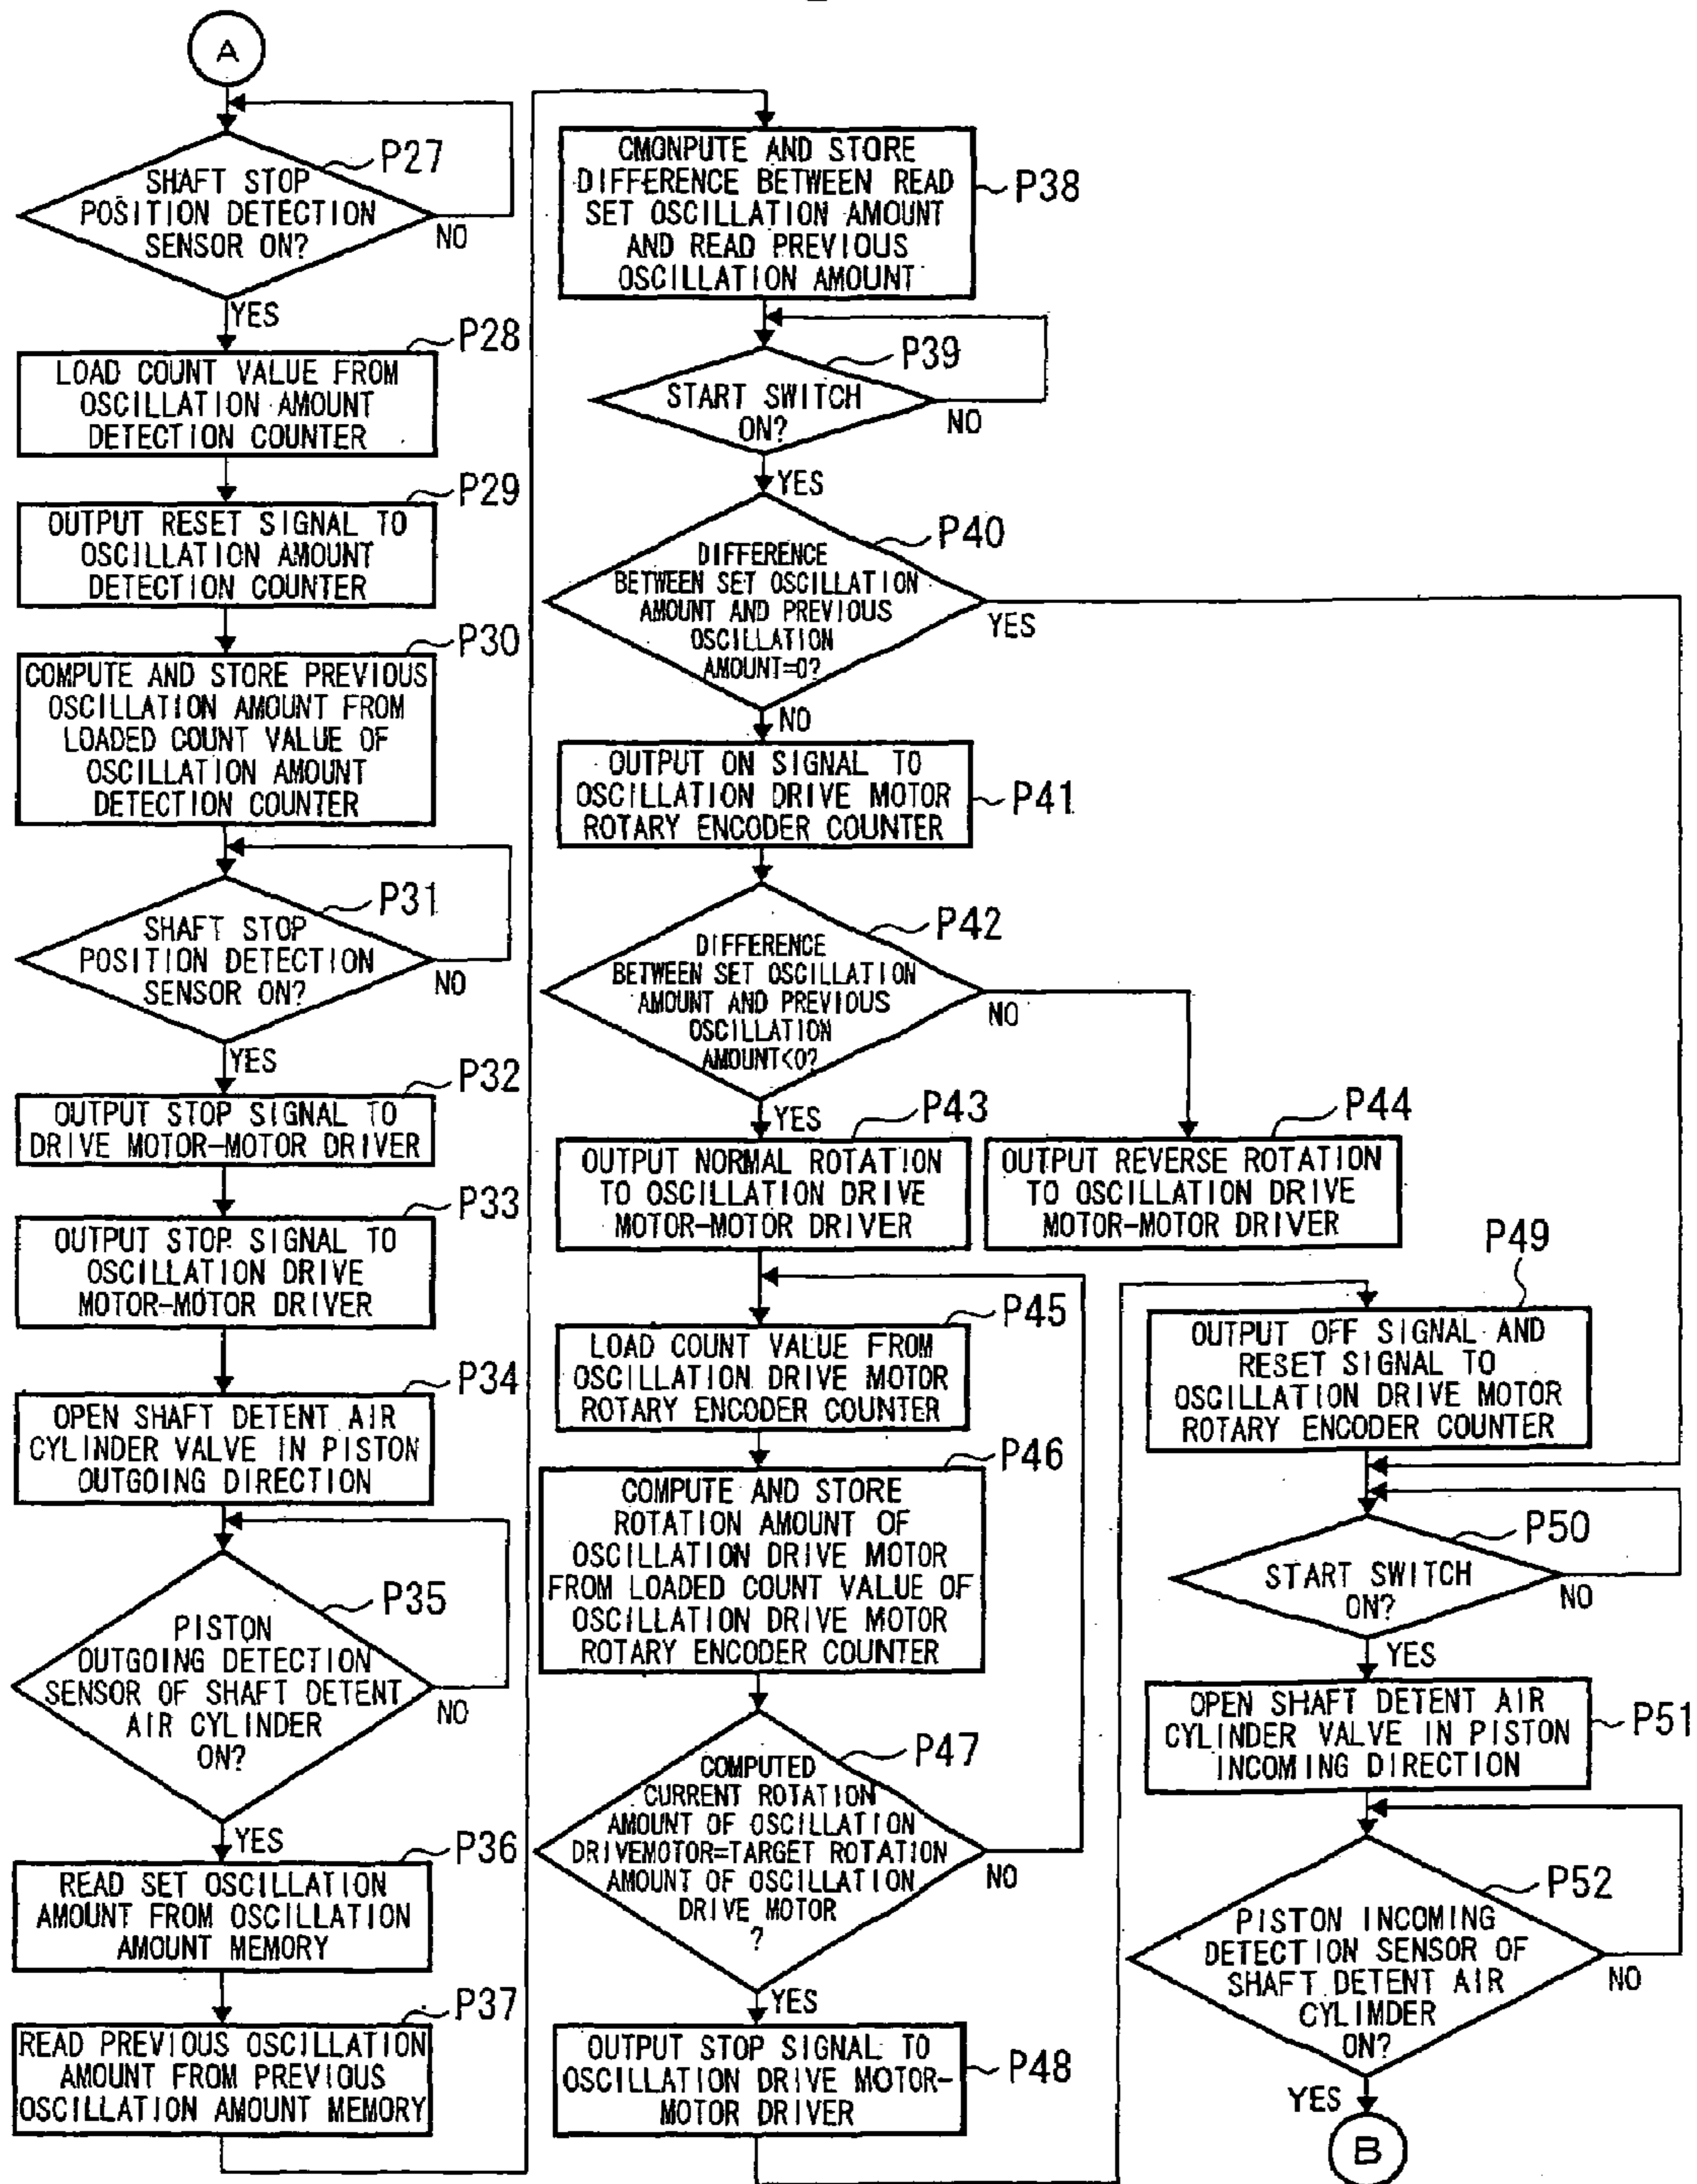 A
P27
SHAFT STOP
POSITION DETECTION
SENSOR ON?
NO
YES
P28
LOAD COUNT VALUE FROM
OSCILLATION AMOUNT
DETECTION COUNTER
P29
OUTPUT RESET SIGNAL TO
OSCILLATION AMOUNT
DETECTION COUNTER
P30
COMPUTE AND STORE PREVIOUS
OSCILLATION AMOUNT FROM
LOADED COUNT VALUE OF
OSCILLATION AMOUNT
DETECTION COUNTER
P31
SHAFT STOP
POSITION DETECTION
SENSOR ON?
NO
YES
P32
OUTPUT STOP SIGNAL TO
DRIVE MOTOR-MOTOR DRIVER
P33
OUTPUT STOP SIGNAL TO
OSCILLATION DRIVE
MOTOR-MOTOR DRIVER
P34
OPEN SHAFT DETENT AIR
CYLINDER VALVE IN PISTON
OUTGOING DIRECTION
P35
PISTON
OUTGOING DETECTION
SENSOR OF SHAFT DETENT
AIR CYLINDER
ON?
NO
YES
P36
READ SET OSCILLATION
AMOUNT FROM OSCILLATION
AMOUNT MEMORY
P37
READ PREVIOUS OSCILLATION
AMOUNT FROM PREVIOUS
OSCILLATION AMOUNT MEMORY
CMONPUTE AND STORE
DIFFERENCE BETWEEN READ
SET OSCILLATION AMOUNT
AND READ PREVIOUS
OSCILLATION AMOUNT
P38
P39
START SWITCH
ON?
NO
YES
P40
DIFFERENCE
BETWEEN SET OSCILLATION
AMOUNT AND PREVIOUS
OSCILLATION
AMOUNT=0?
YES
NO
OUTPUT ON SIGNAL TO
OSCILLATION DRIVE MOTOR
ROTARY ENCODER COUNTER
P41
P42
DIFFERENCE
BETWEEN SET OSCILLATION
AMOUNT AND PREVIOUS
OSCILLATION
AMOUNT<0?
NO
YES
P43
OUTPUT NORMAL ROTATION
TO OSCILLATION DRIVE
MOTOR-MOTOR DRIVER
P44
OUTPUT REVERSE ROTATION
TO OSCILLATION DRIVE
MOTOR-MOTOR DRIVER
P45
LOAD COUNT VALUE FROM
OSCILLATION DRIVE MOTOR
ROTARY ENCODER COUNTER
P46
COMPUTE AND STORE
ROTATION AMOUNT OF
OSCILLATION DRIVE MOTOR
FROM LOADED COUNT VALUE OF
OSCILLATION DRIVE MOTOR
ROTARY ENCODER COUNTER
P47
COMPUTED
CURRENT ROTATION
AMOUNT OF OSCILLATION
DRIVEMOTOR=TARGET ROTATION
AMOUNT OF OSCILLATION
DRIVE MOTOR
?
NO
YES
OUTPUT STOP SIGNAL TO
OSCILLATION DRIVE MOTOR-
MOTOR DRIVER
P48
P49
OUTPUT OFF SIGNAL AND
RESET SIGNAL TO
OSCILLATION DRIVE MOTOR
ROTARY ENCODER COUNTER
P50
START SWITCH
ON?
NO
YES
OPEN SHAFT DETENT AIR
CYLINDER VALVE IN PISTON
INCOMING DIRECTION
P51
P52
PISTON INCOMING
DETECTION SENSOR OF
SHAFT DETENT AIR
CYLIMDER
ON?
NO
YES
B